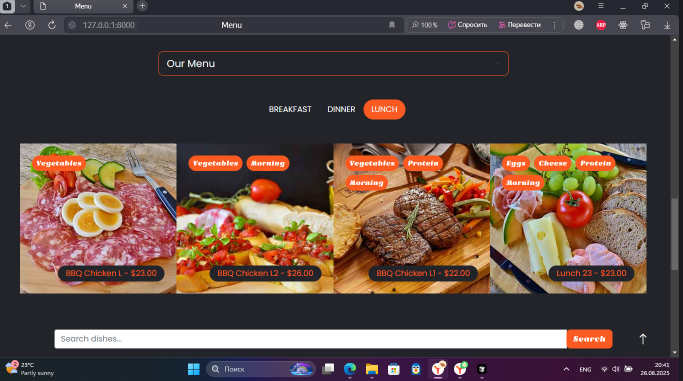 1
Menu
127.0.0.1:8000
Menu
100 %
Спросить
Перевести
ABP
Our Menu
BREAKFAST
DINNER
LUNCH
Vegetables
Vegetables
Morning
Vegetables
Protein
Morning
Eggs
Cheese
Protein
Morning
BBQ Chicken L - $23.00
BBQ Chicken L2 - $26.00
BBQ Chicken L1 - $22.00
Lunch 23 - $23.00
Search dishes...
Search
23°C
Partly sunny
Поиск
ENG
20:41
26.06.2025